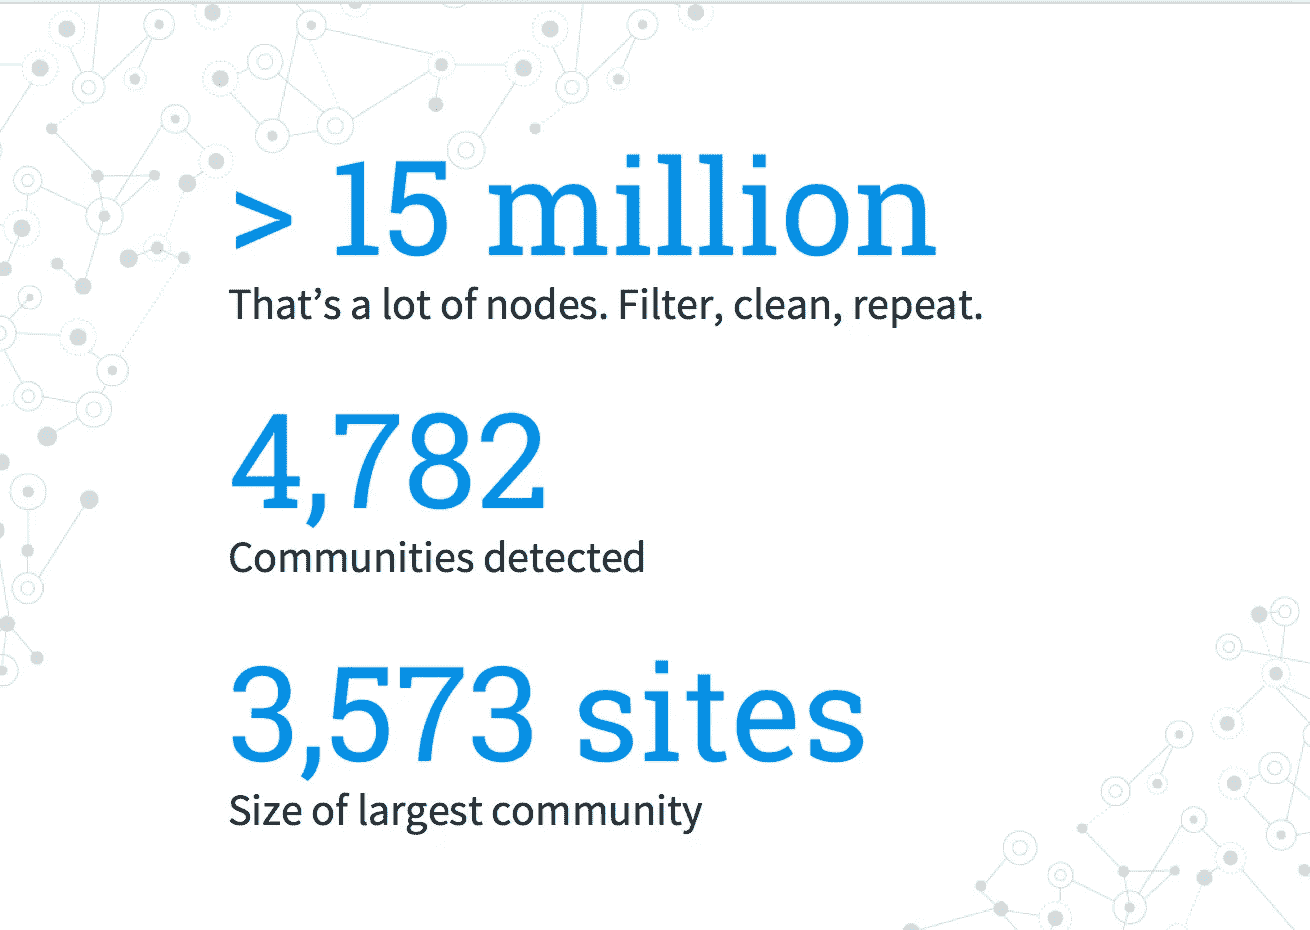 > 15 million
That’s a lot of nodes. Filter, clean, repeat.
4,782
Communities detected
3,573 sites
Size of largest community